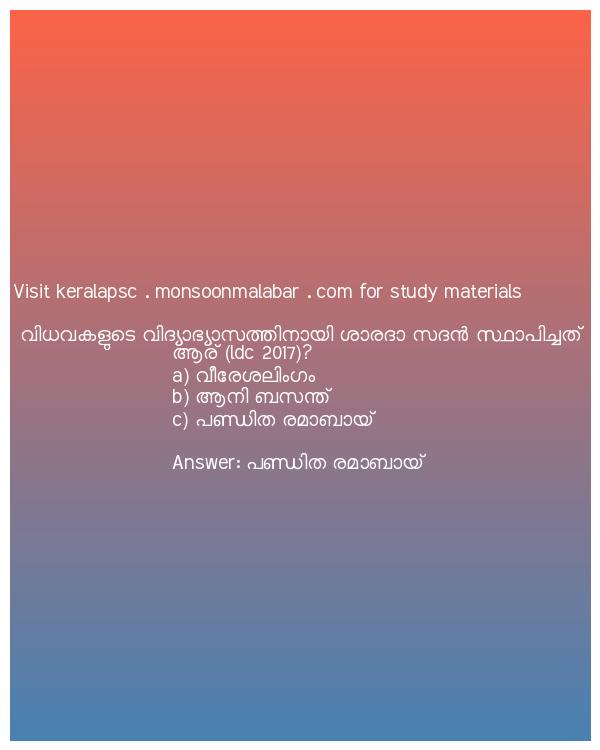 Visit keralapsc . monsoonmalabar . com for study materials
വിധവകളുടെ വിദ്യാഭ്യാസത്തിനായി ശാരദാ സദൻ സ്ഥാപിച്ചത്
ആര് (ldc 2017)?
a) വീരേശലിംഗം
b) ആനി ബസന്ത്
c) പണ്ഡിത രമാബായ്
Answer: പണ്ഡിത രമാബായ്